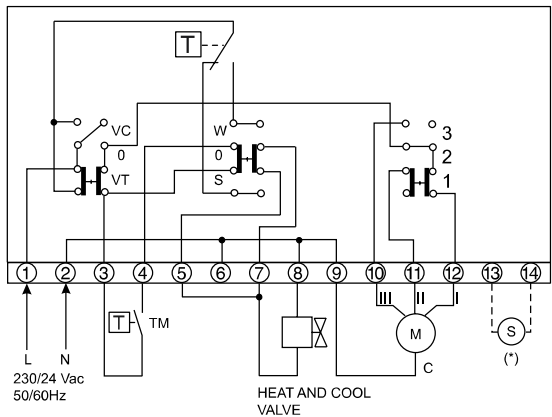 T
VC
W
3
0
0
2
VT
S
1
1 2 3 4 5 6 7 8 9 10 11 12 13 14
III II I
T TM
M
S
L N
(*)
C
230/24 Vac
50/60Hz
HEAT AND COOL
VALVE